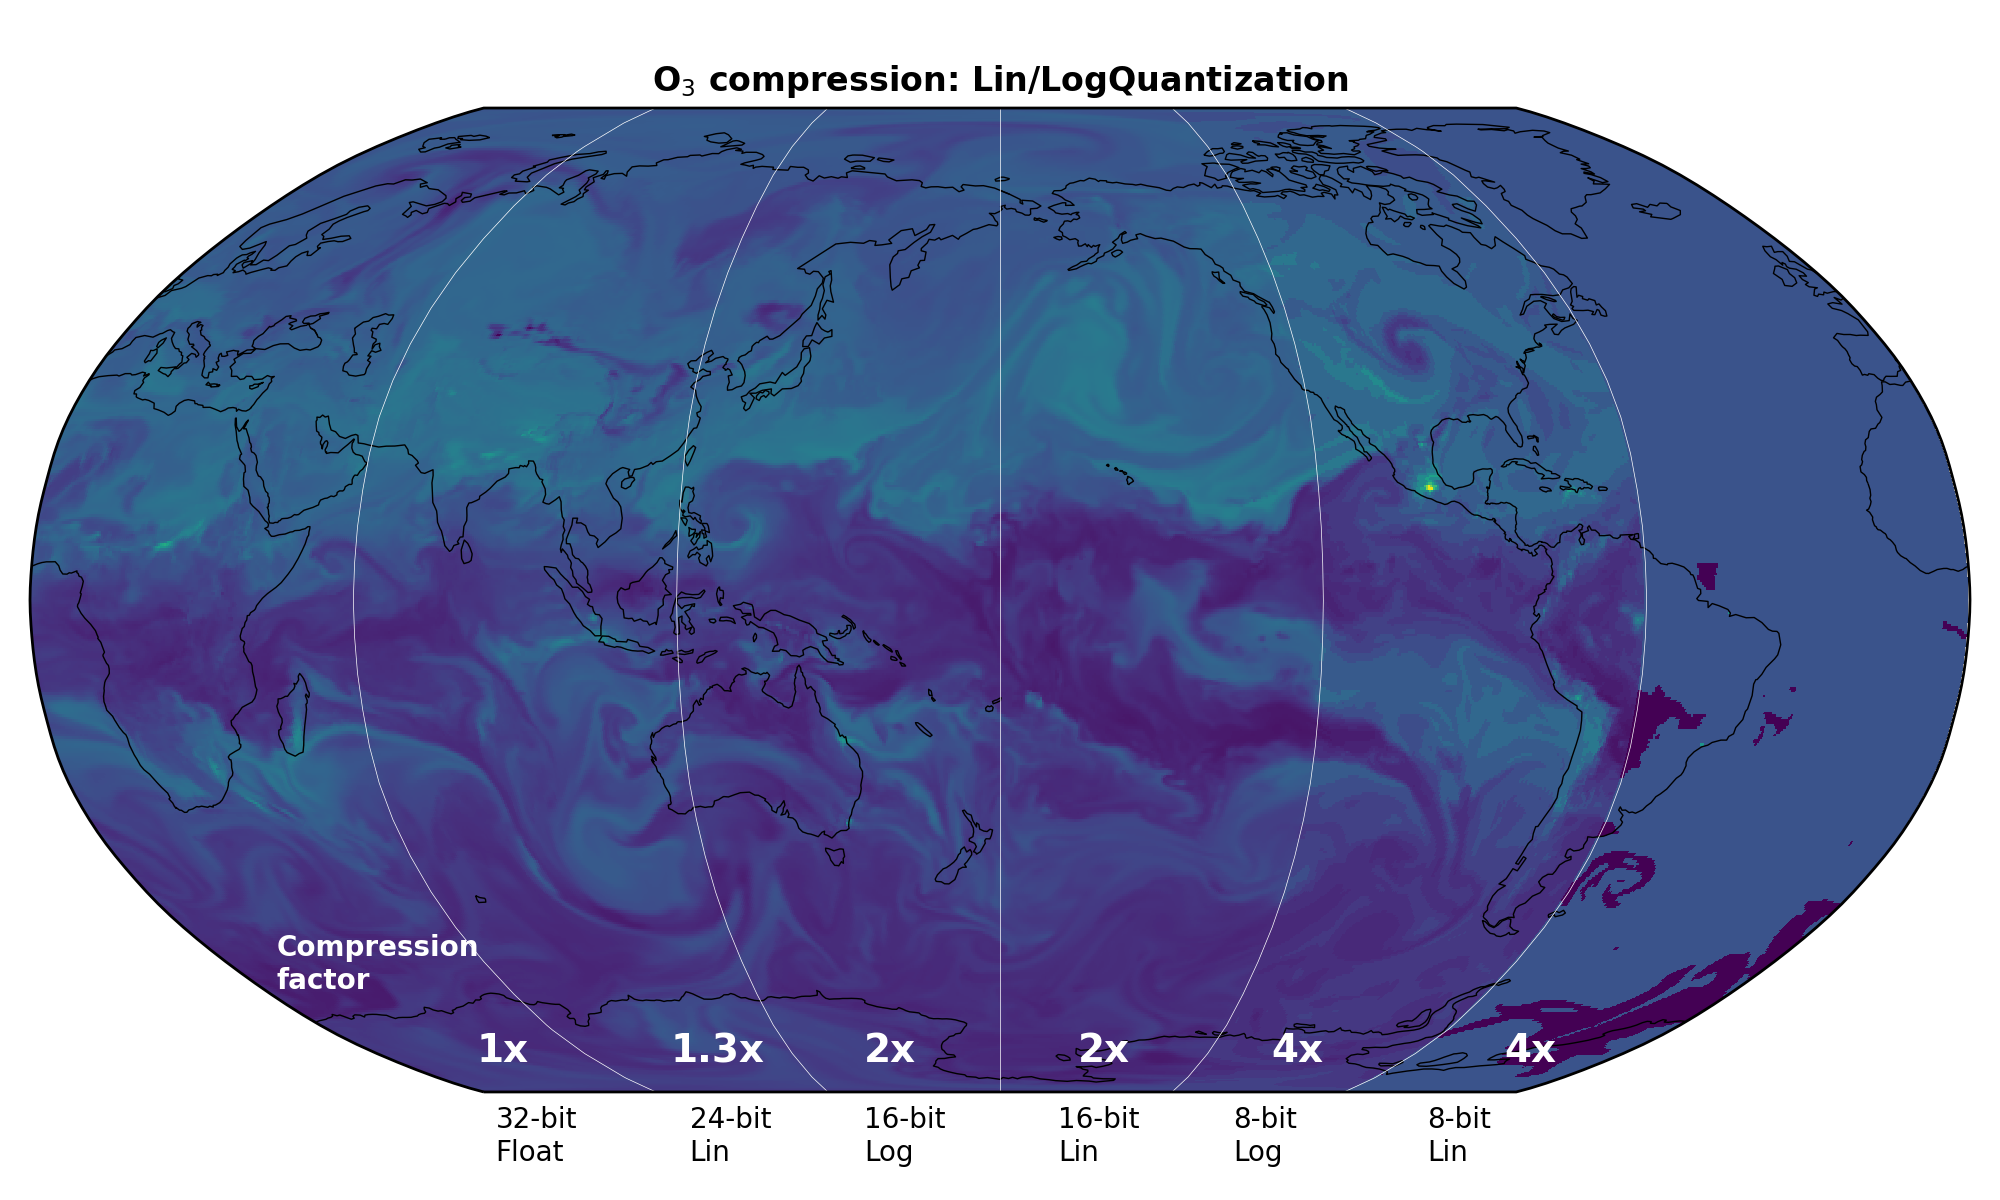 O₃ compression: Lin/LogQuantization
Compression
factor
1x 1.3x 2x 2x 4x 4x
32-bit 24-bit 16-bit 16-bit 8-bit 8-bit
Float Lin Log Lin Log Lin